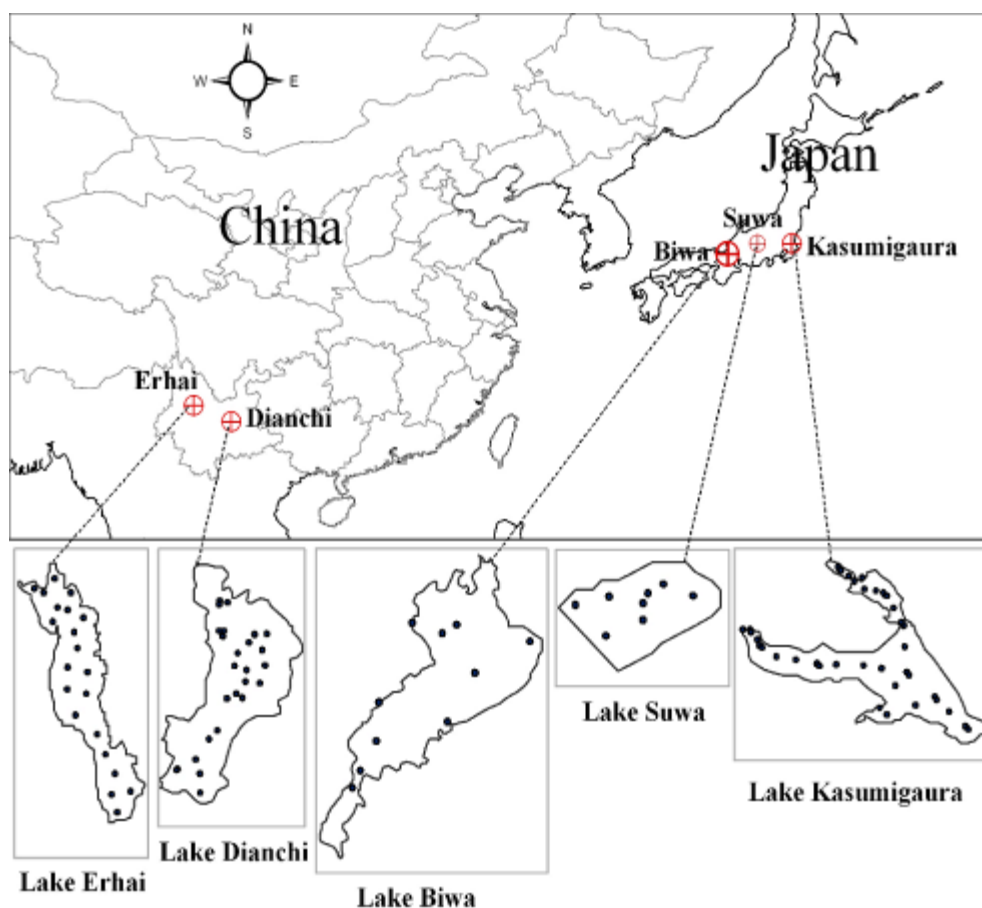 N
W E
S
Japan
China
Suwa
Biwa
Kasumigaura
Erhai
Dianchi
Lake Suwa
Lake Kasumigaura
Lake Dianchi
Lake Erhai
Lake Biwa